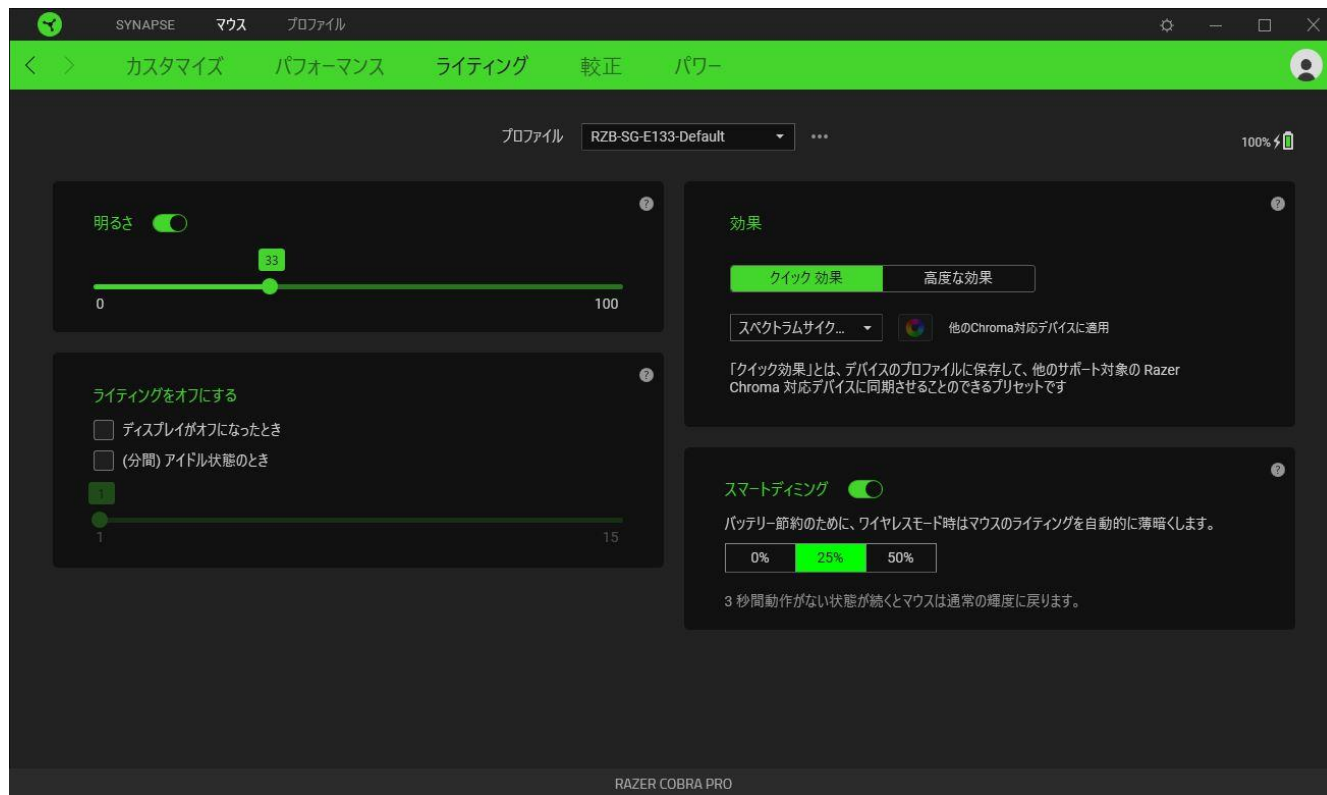 SYNAPSE マウス プロファイル
カスタマイズ パフォーマンス ライティング 較正 パワー
プロファイル RZB-SG-E133-Default
100%
明るさ
33
0 100
ライティングをオフにする
ディスプレイがオフになったとき
(分間) アイドル状態のとき
1
1 15
効果
クイック 効果 高度な効果
スペクトラムサイク... 他のChroma対応デバイスに適用
「クイック効果」とは、デバイスのプロファイルに保存して、他のサポート対象の Razer
Chroma 対応デバイスに同期させることのできるプリセットです
スマートディミング
バッテリー節約のために、ワイヤレスモード時はマウスのライティングを自動的に薄暗くします。
0% 25% 50%
3 秒間動作がない状態が続くとマウスは通常の輝度に戻ります。
RAZER COBRA PRO